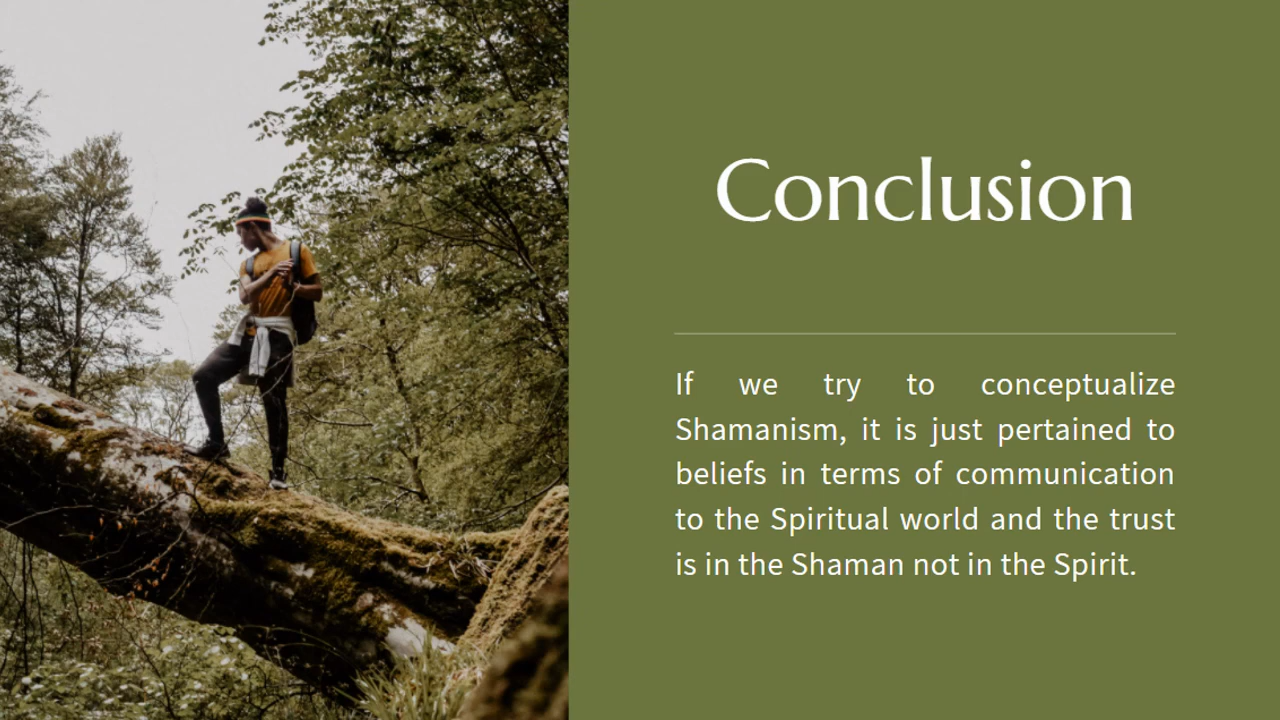 Conclusion
If we try to conceptualize
Shamanism, it is just pertained to
beliefs in terms of communication
to the Spiritual world and the trust
is in the Shaman not in the Spirit.